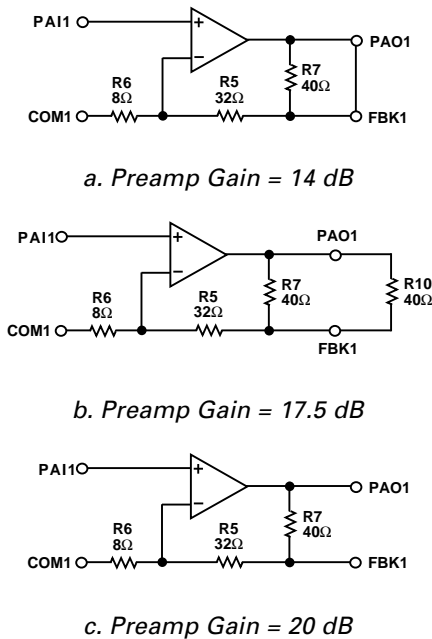 PAI1
+
−
PAO1
R7
40Ω
R6
8Ω
R5
32Ω
COM1
FBK1
a. Preamp Gain = 14 dB
PAI1
+
−
PAO1
R7
40Ω
R10
40Ω
R6
8Ω
R5
32Ω
COM1
FBK1
b. Preamp Gain = 17.5 dB
PAI1
+
−
PAO1
R7
40Ω
R6
8Ω
R5
32Ω
COM1
FBK1
c. Preamp Gain = 20 dB